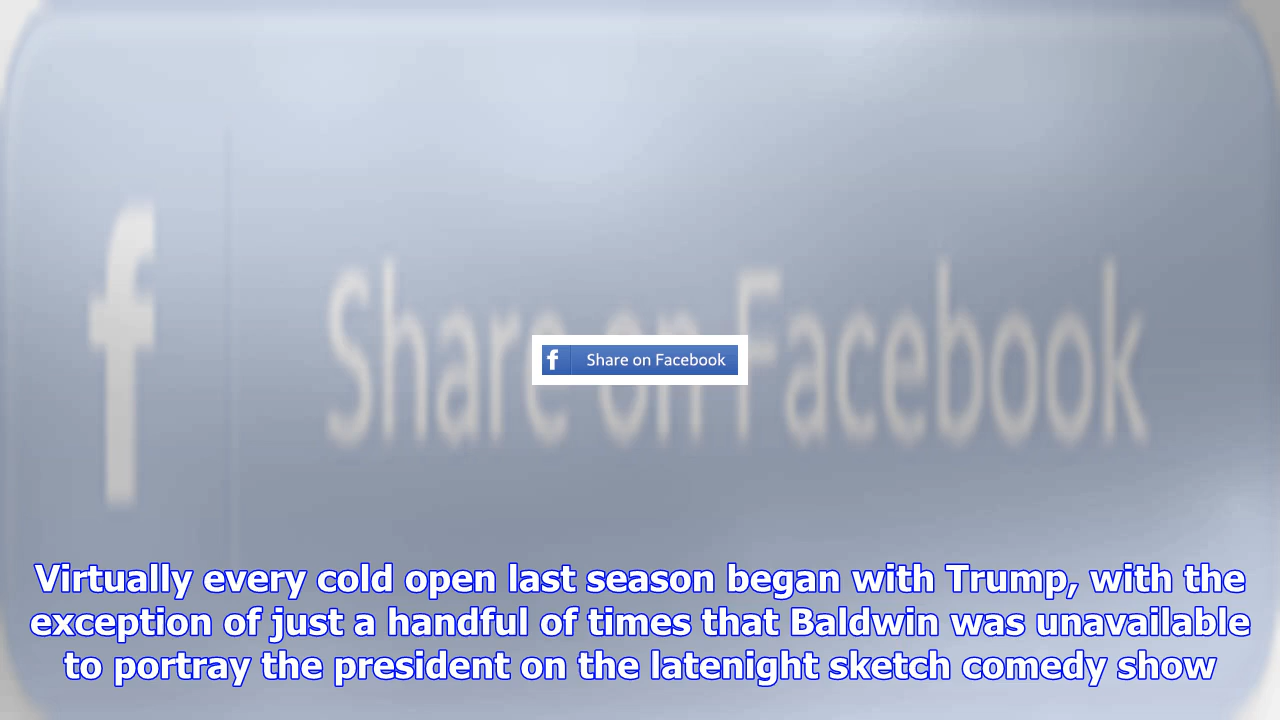 f Share on Facebook
f Share on Facebook
Virtually every cold open last season began with Trump, with the
exception of just a handful of times that Baldwin was unavailable
to portray the president on the latenight sketch comedy show